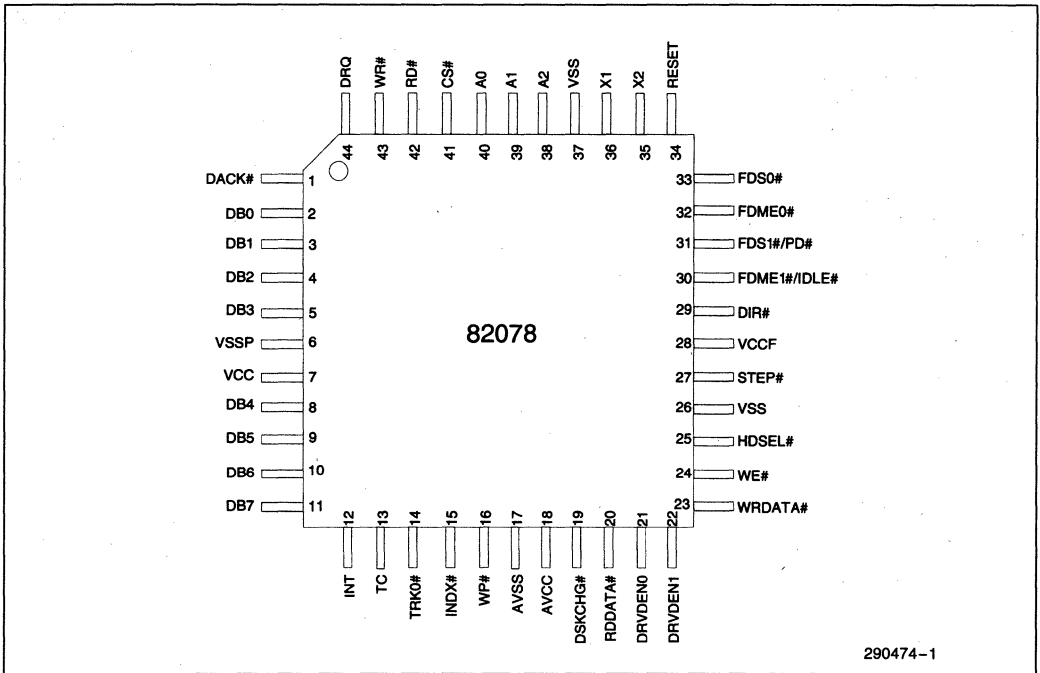 DRQ WR# RD# CS# A0 A1 A2 VSS X1 X2 RESET
44 43 42 41 40 39 38 37 36 35 34
DACK# 1
DB0 2
DB1 3
DB2 4
DB3 5
VSSP 6
VCC 7
DB4 8
DB5 9
DB6 10
DB7 11
82078
33 FDS0#
32 FDME0#
31 FDS1#/PD#
30 FDME1#/IDLE#
29 DIR#
28 VCCF
27 STEP#
26 VSS
25 HDSEL#
24 WE#
23 WRDATA#
12 13 14 15 16 17 18 19 20 21 22
INT TC TRK0# INDX# WP# AVSS AVCC DSKCHG# RDDATA# DRVDEN0 DRVDEN1
290474-1